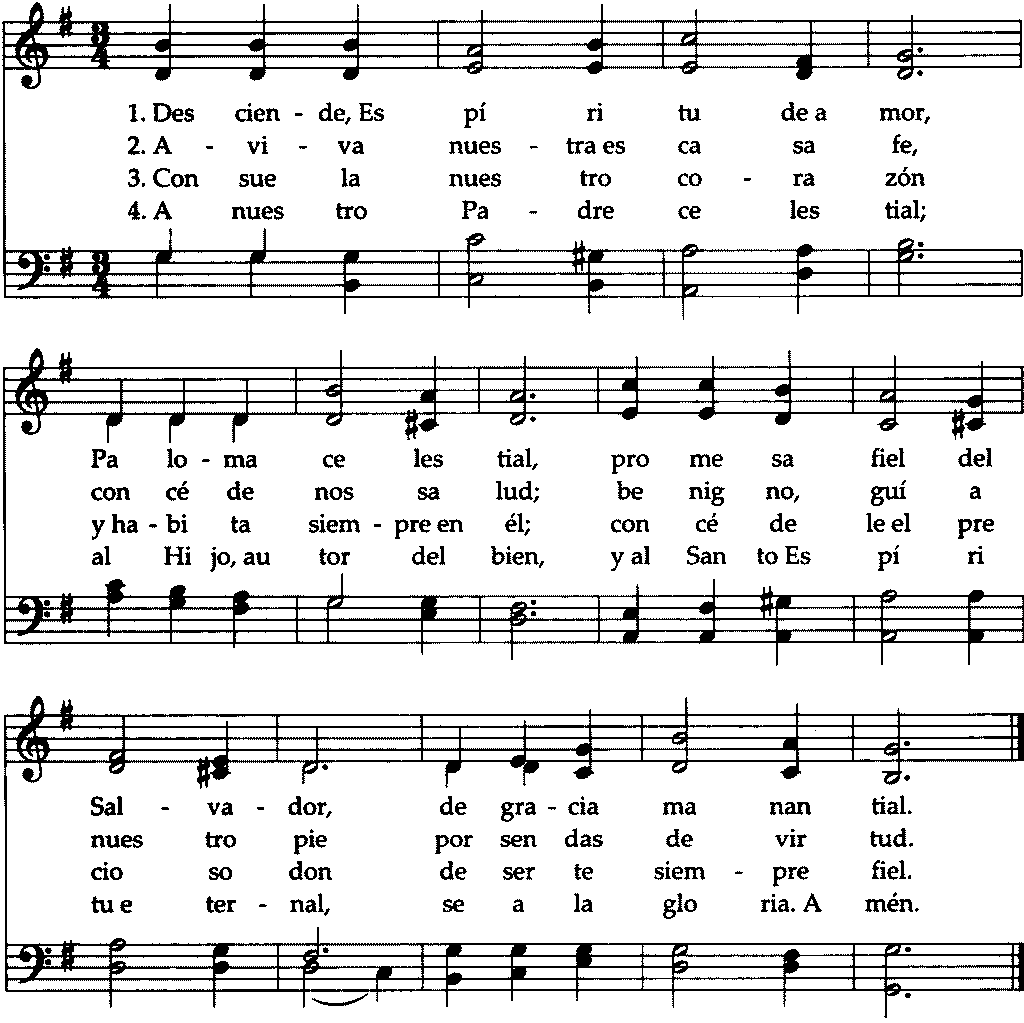 1. Des cien - de, Es pí ri tu de a mor,
2. A - vi - va nues - tra es ca sa fe,
3. Con sue la nues tro co - ra zón
4. A nues tro Pa - dre ce les tial;
Pa lo - ma ce les tial, pro me sa fiel del
con cé de nos sa lud; be nig no, guí a
y ha - bi ta siem - pre en él; con cé de le el pre
al Hi jo, au tor del bien, y al San to Es pí ri
Sal - va - dor, de gra - cia ma nan tial.
nues tro pie por sen das de vir tud.
cio so don de ser te siem - pre fiel.
tu e ter - nal, se a la glo ria. A mén.